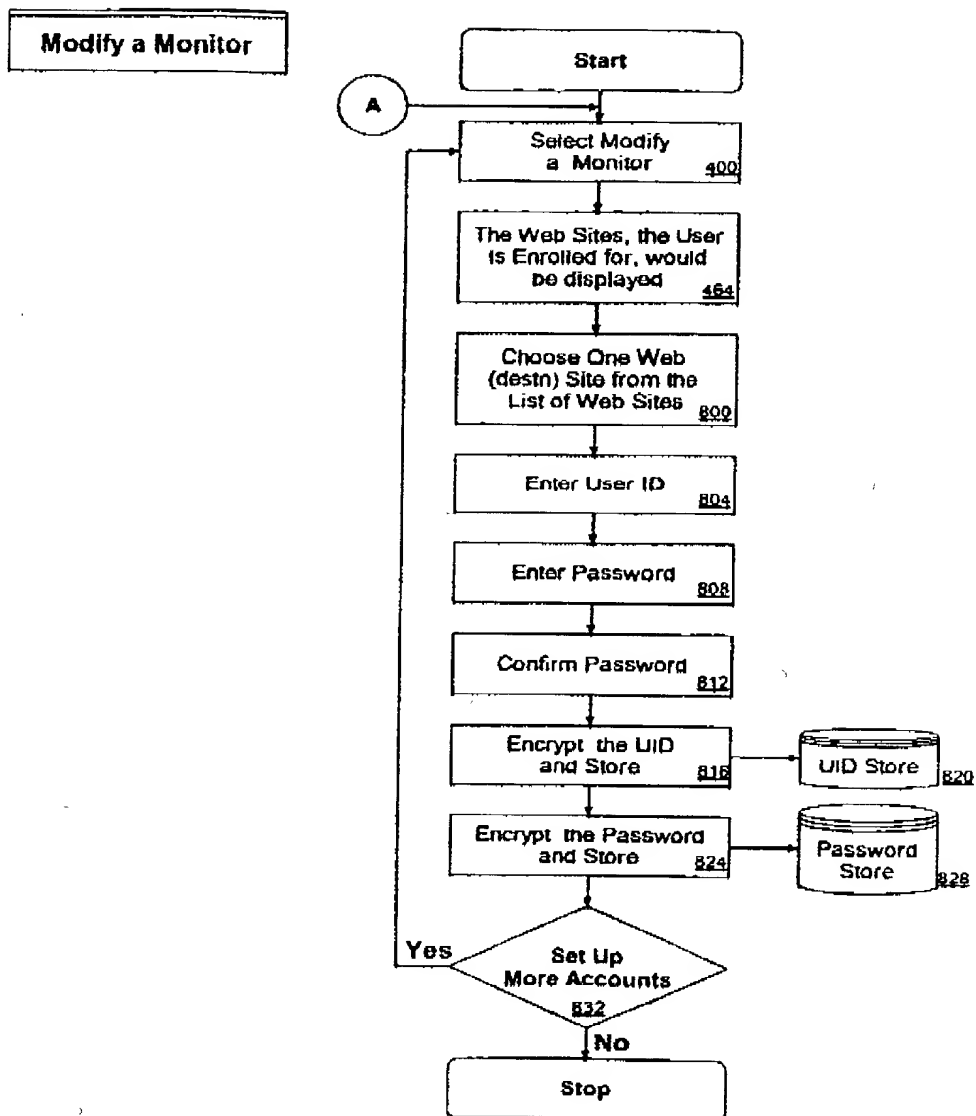 Modify a Monitor
Start
A
Select Modify
a Monitor
400
The Web Sites, the User
is Enrolled for, would
be displayed
464
Choose One Web
(destn) Site from the
List of Web Sites
800
Enter User ID
804
Enter Password
808
Confirm Password
812
Encrypt the UID
and Store
816
UID Store
820
Encrypt the Password
and Store
824
Password
Store
828
Yes
Set Up
More Accounts
832
No
Stop